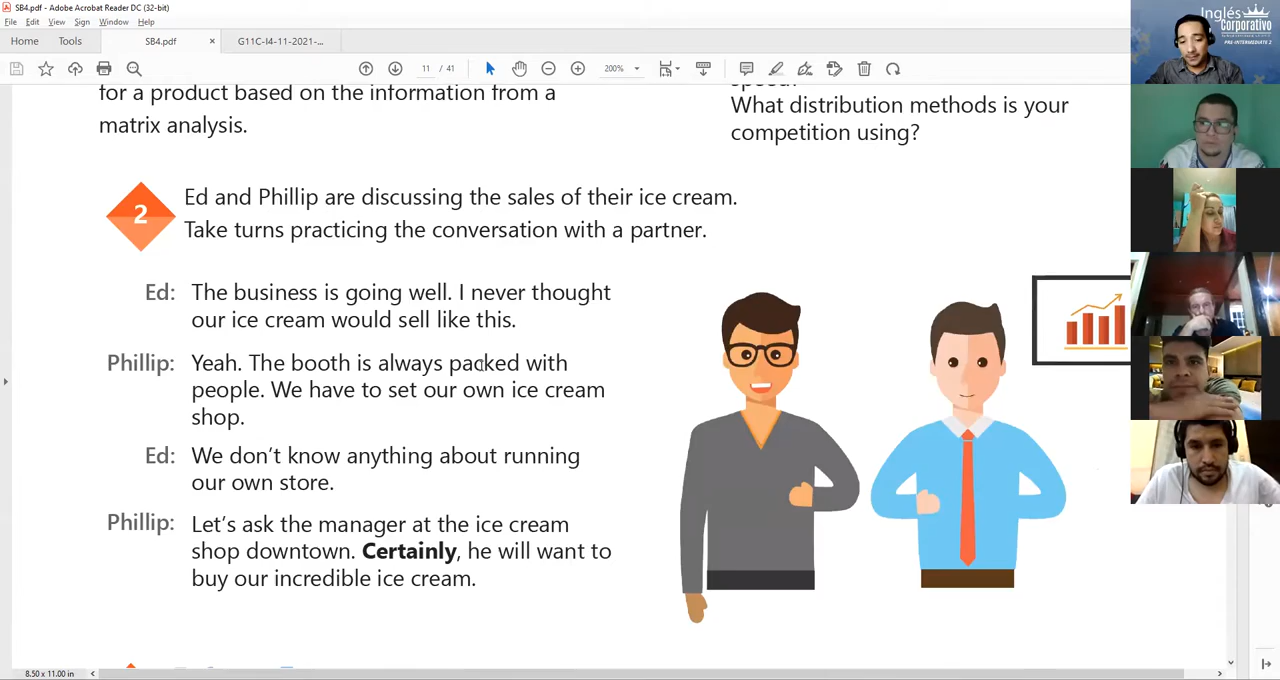 SB4.pdf - Adobe Acrobat Reader DC (32-bit)
File Edit View Sign Window Help
Home Tools SB4.pdf × G11C-I4-11-2021-...
11 / 41 200%
for a product based on the information from a
matrix analysis.
What distribution methods is your
competition using?
2
Ed and Phillip are discussing the sales of their ice cream.
Take turns practicing the conversation with a partner.
Ed: The business is going well. I never thought
our ice cream would sell like this.
Phillip: Yeah. The booth is always packed with
people. We have to set our own ice cream
shop.
Ed: We don't know anything about running
our own store.
Phillip: Let's ask the manager at the ice cream
shop downtown. Certainly, he will want to
buy our incredible ice cream.
8.50 x 11.00 in
Inglés
Corporativo
PRE-INTERMEDIATE 2